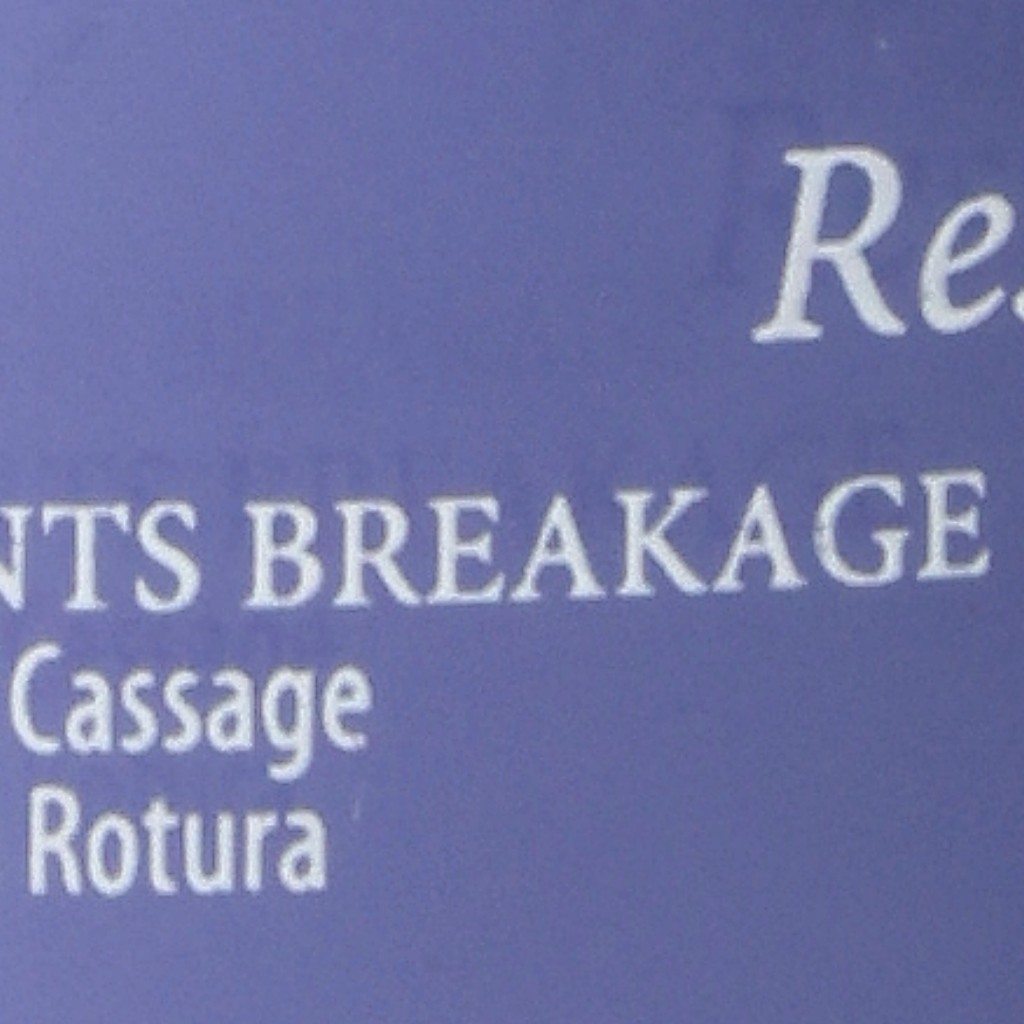 Re
NTS BREAKAGE
Cassage
Rotura